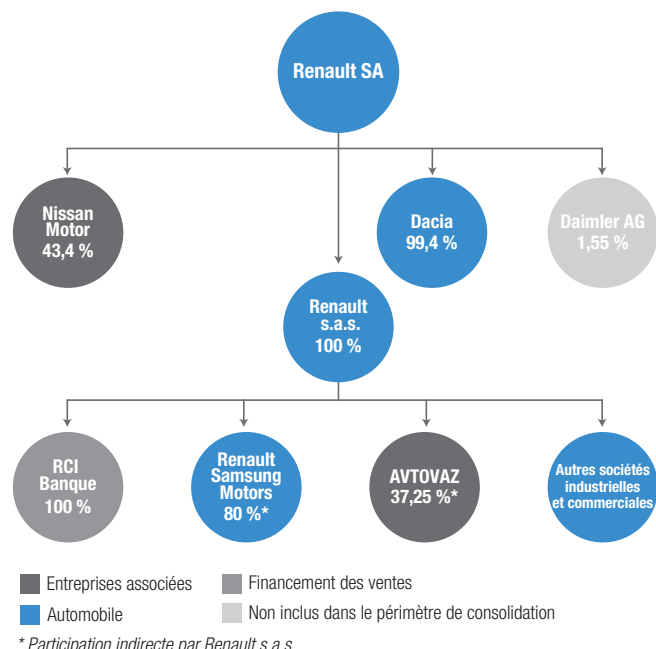 Renault SA
Nissan
Motor
43,4 %
Dacia
99,4 %
Daimler AG
1,55 %
Renault
s.a.s.
100 %
RCI
Banque
100 %
Renault
Samsung
Motors
80 %*
AVTOVAZ
37,25 %*
Autres sociétés
industrielles
et commerciales
Entreprises associées
Financement des ventes
Automobile
Non inclus dans le périmètre de consolidation
* Participation indirecte par Renault s.a.s